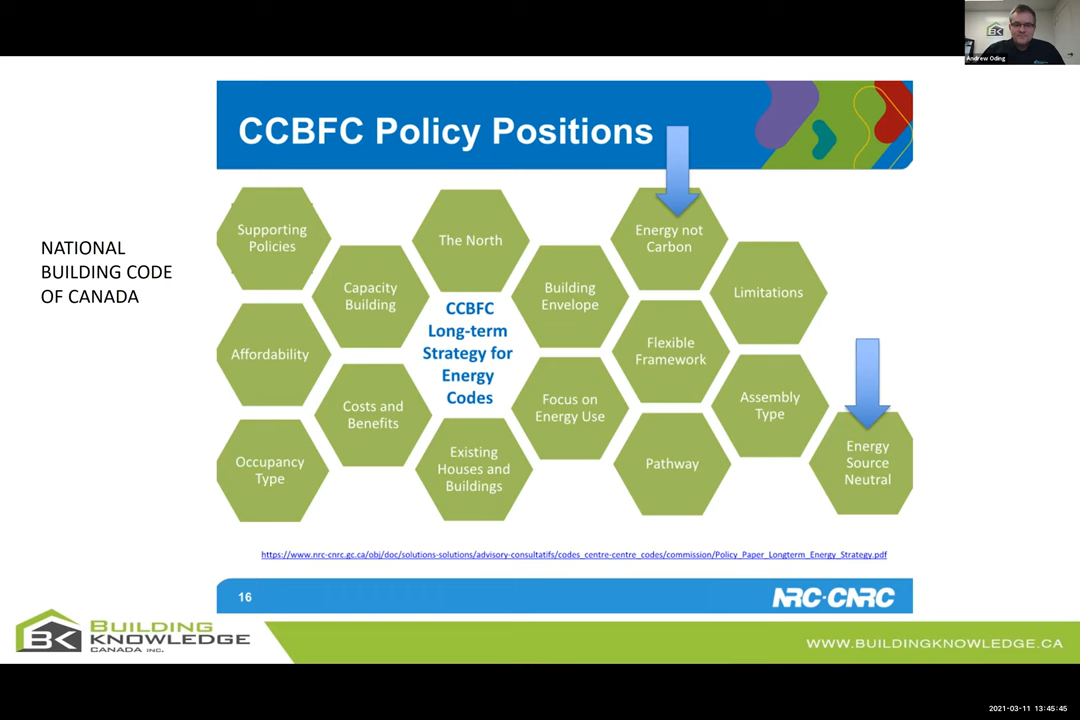 Andrew Oding
CCBFC Policy Positions
NATIONAL
BUILDING CODE
OF CANADA
Supporting
Policies
The North
Energy not
Carbon
Capacity
Building
Building
Envelope
Limitations
CCBFC
Long-term
Strategy for
Energy
Codes
Affordability
Flexible
Framework
Costs and
Benefits
Focus on
Energy Use
Assembly
Type
Occupancy
Type
Existing
Houses and
Buildings
Pathway
Energy
Source
Neutral
https://www.nrc-cnrc.gc.ca/obj/doc/solutions-solutions/advisory-consultatifs/codes_centre-centre_codes/commission/Policy_Paper_Longterm_Energy_Strategy.pdf
16
NRC·CNRC
BK
BUILDING
KNOWLEDGE
CANADA INC.
WWW.BUILDINGKNOWLEDGE.CA
2021-03-11 13:45:45